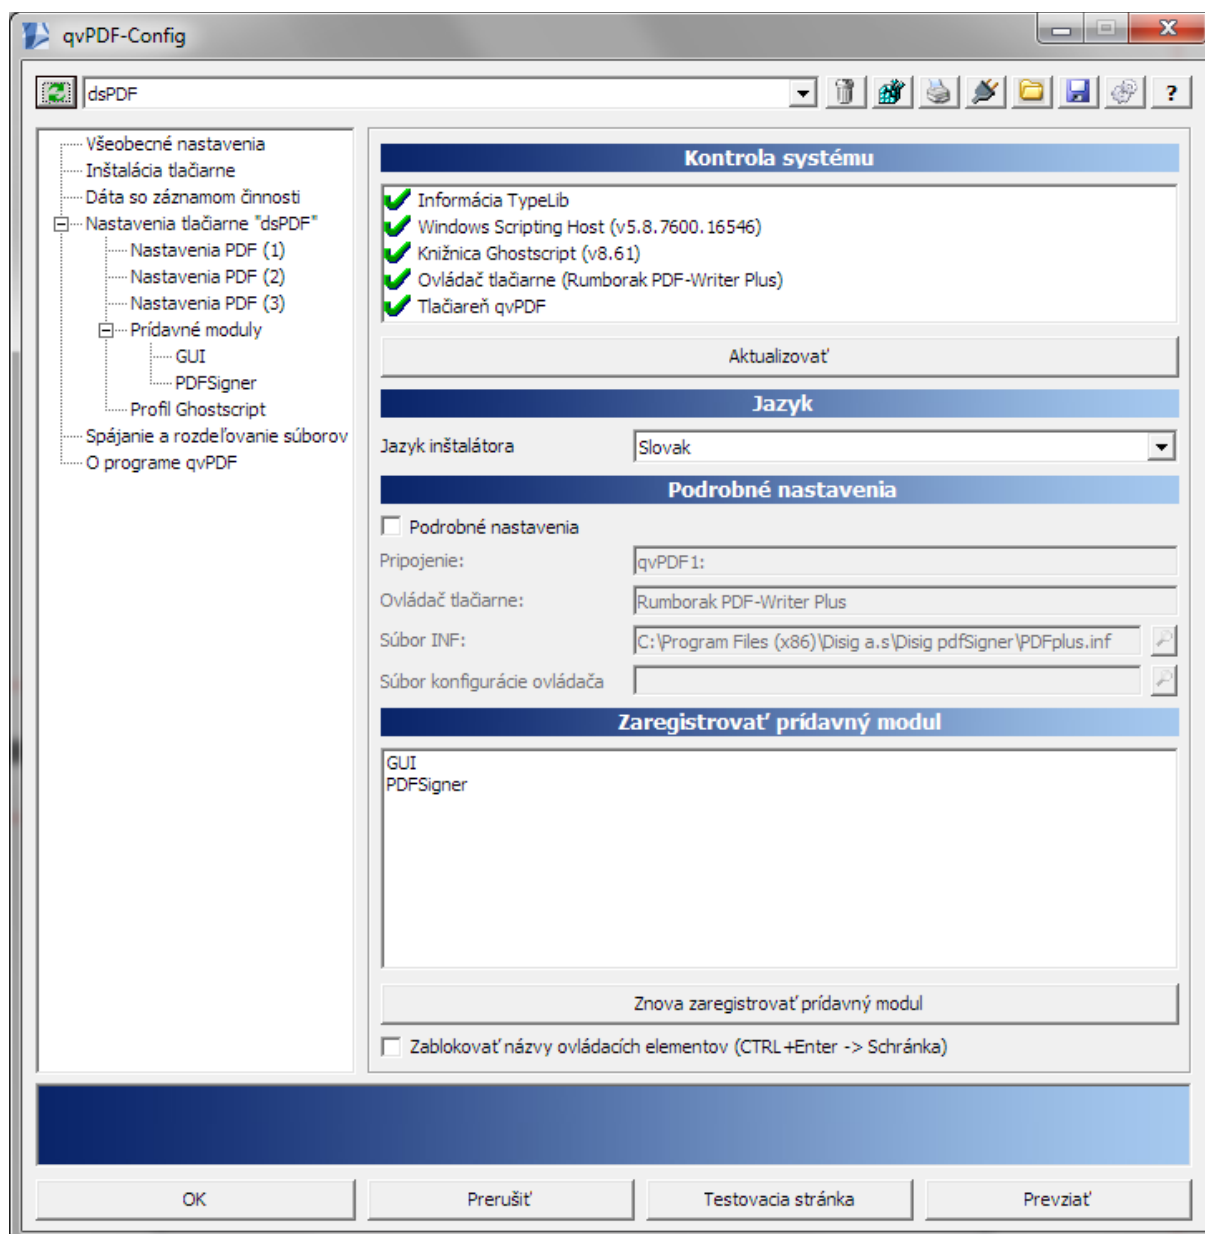 qvPDF-Config
dsPDF
?
Všeobecné nastavenia
Inštalácia tlačiarne
Dáta so záznamom činnosti
Nastavenia tlačiarne "dsPDF"
Nastavenia PDF (1)
Nastavenia PDF (2)
Nastavenia PDF (3)
Prídavné moduly
GUI
PDFSigner
Profil Ghostscript
Spájanie a rozdeľovanie súborov
O programe qvPDF
Kontrola systému
Informácia TypeLib
Windows Scripting Host (v5.8.7600.16546)
Knižnica Ghostscript (v8.61)
Ovládač tlačiarne (Rumborak PDF-Writer Plus)
Tlačiareň qvPDF
Aktualizovať
Jazyk
Jazyk inštalátora Slovak
Podrobné nastavenia
Podrobné nastavenia
Pripojenie: qvPDF1:
Ovládač tlačiarne: Rumborak PDF-Writer Plus
Súbor INF: C:\Program Files (x86)\Disig a.s\Disig pdfSigner\PDFplus.inf
Súbor konfigurácie ovládača
Zaregistrovať prídavný modul
GUI
PDFSigner
Znova zaregistrovať prídavný modul
Zablokovať názvy ovládacích elementov (CTRL+Enter -> Schránka)
OK Prerušiť Testovacia stránka Prevziať